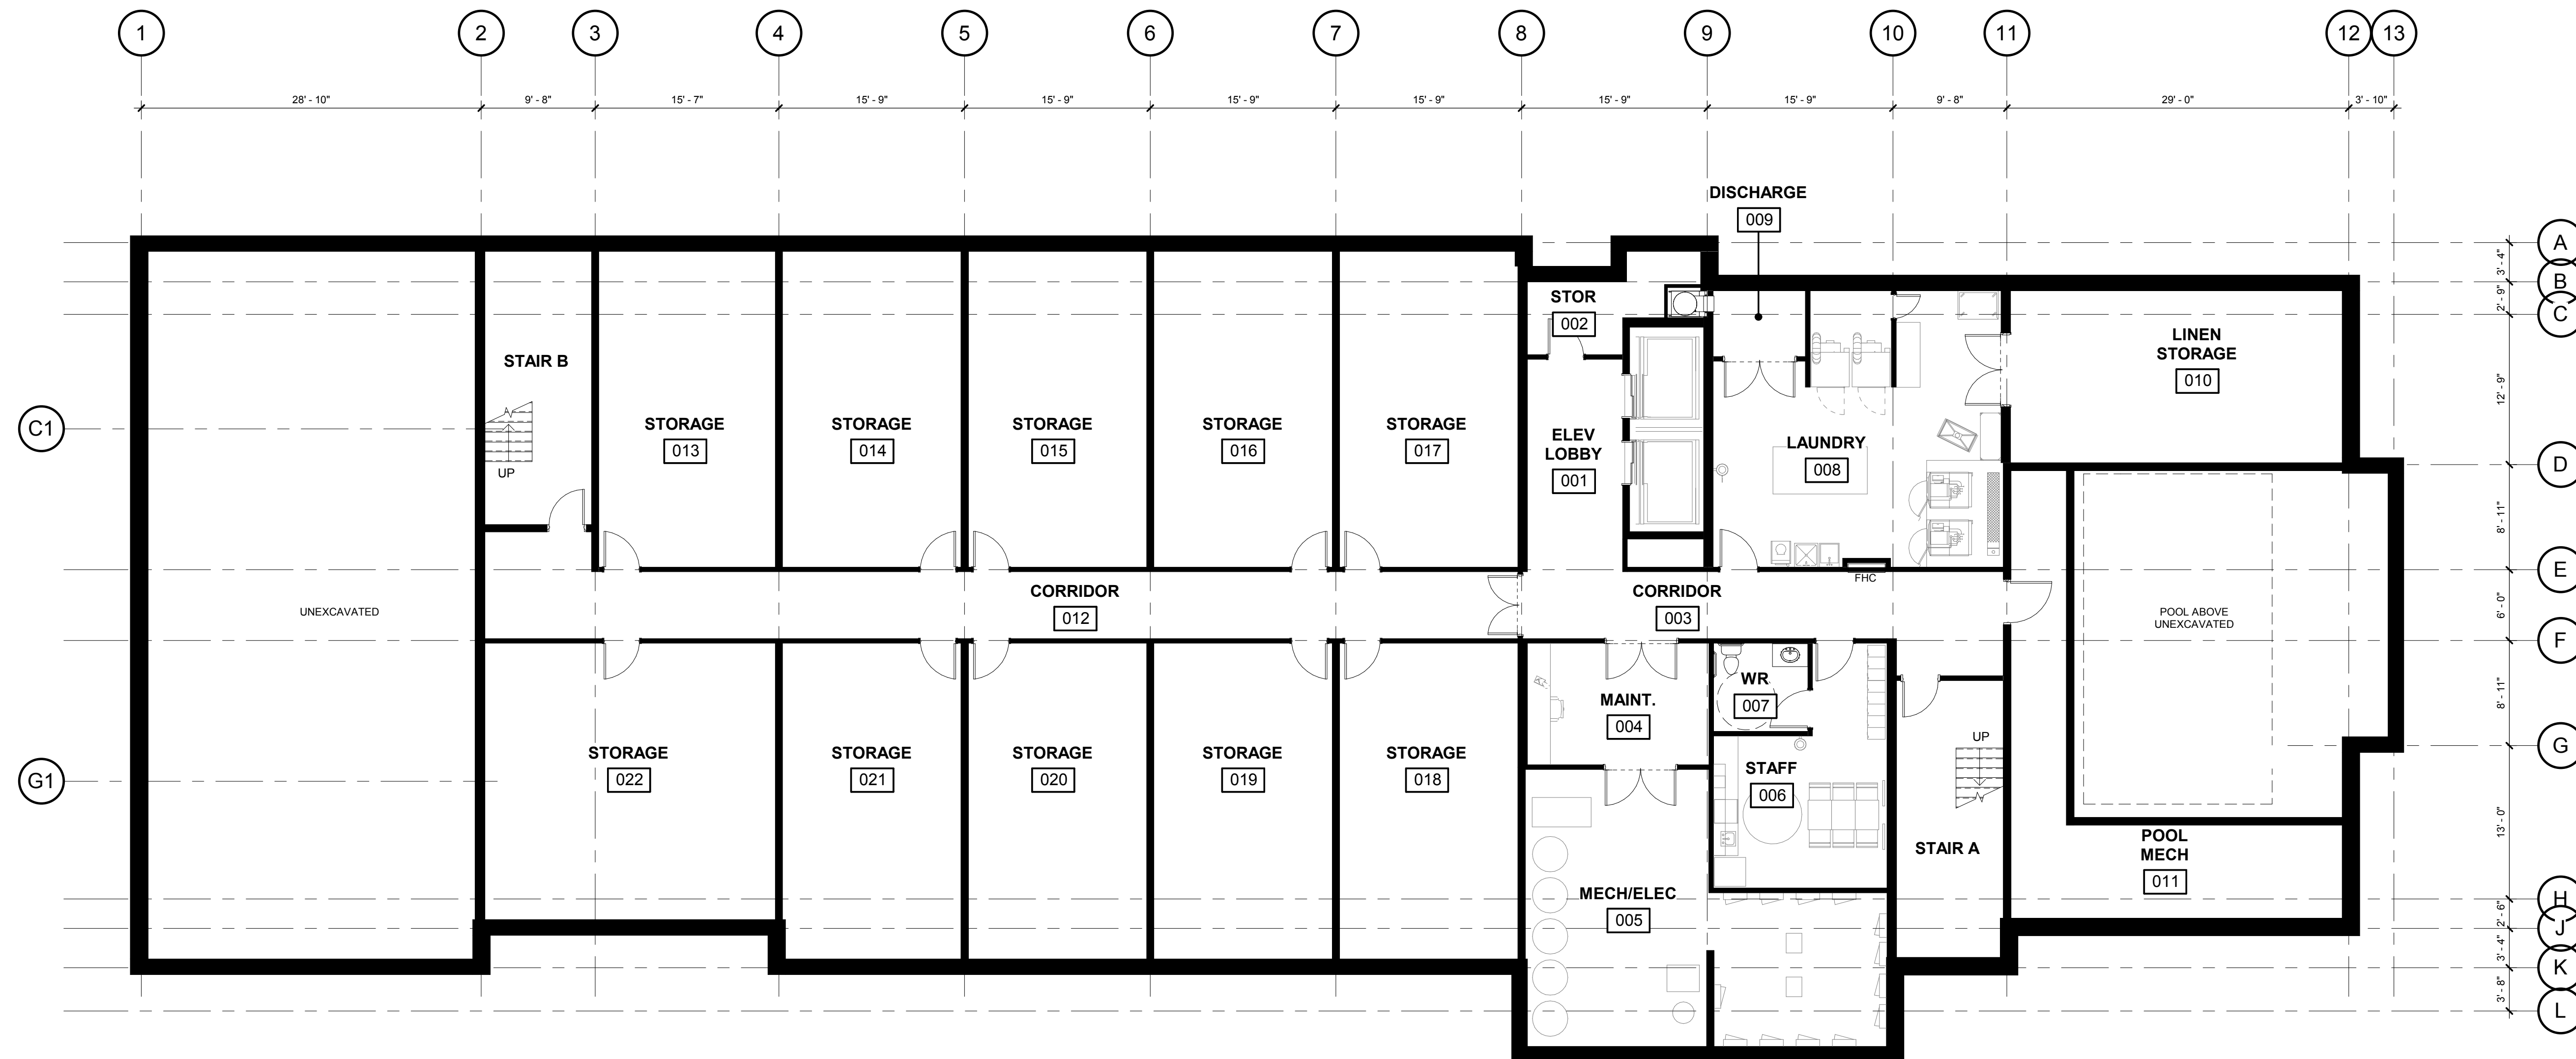 1 2 3 4 5 6 7 8 9 10 11 12 13
28' - 10" 9' - 8" 15' - 7" 15' - 9" 15' - 9" 15' - 9" 15' - 9" 15' - 9" 15' - 9" 9' - 8" 29' - 0" 3' - 10"
DISCHARGE
009
A
3' - 4"
B
2' - 9"
C
STOR
002
LINEN
STORAGE
010
STAIR B
12' - 9"
C1
UP
STORAGE
013
STORAGE
014
STORAGE
015
STORAGE
016
STORAGE
017
ELEV
LOBBY
001
LAUNDRY
008
D
8' - 11"
E
FHC
CORRIDOR
012
CORRIDOR
003
UNEXCAVATED
POOL ABOVE
UNEXCAVATED
6' - 0"
F
WR
007
MAINT.
004
8' - 11"
G
UP
G1
STORAGE
022
STORAGE
021
STORAGE
020
STORAGE
019
STORAGE
018
STAFF
006
13' - 0"
STAIR A
POOL
MECH
011
MECH/ELEC
005
H
2' - 6"
J
3' - 4"
K
3' - 8"
L